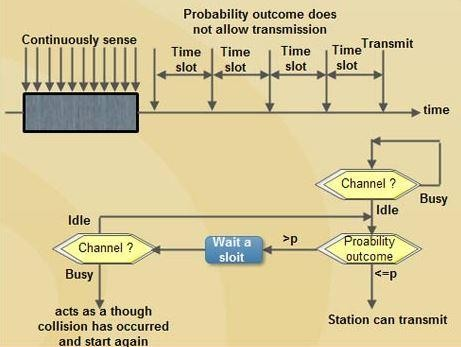 Probability outcome does
not allow transmission
Continuously sense
Time
slot
Time
slot
Time
slot
Time
slot
Transmit
time
Channel ?
Busy
Idle
Idle
Channel ?
Wait a
sloit
>p
Proability
outcome
Busy
<=p
acts as a though
collision has occurred
and start again
Station can transmit